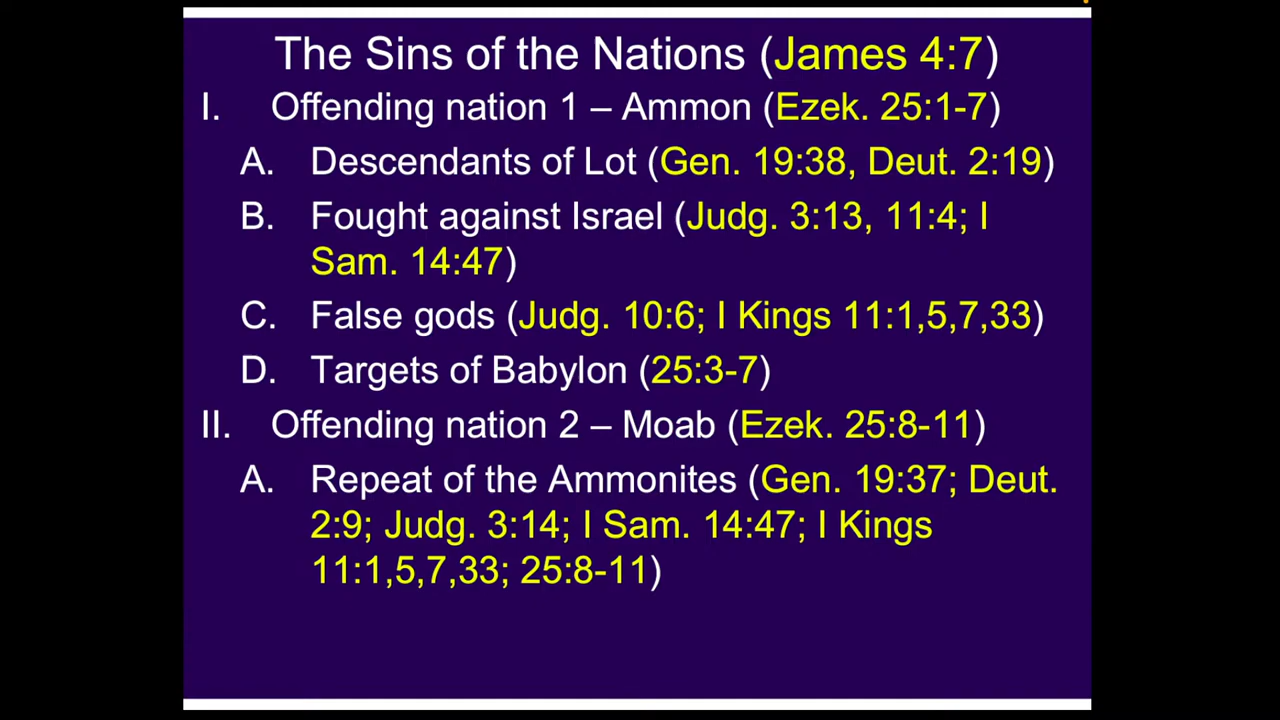 The Sins of the Nations (James 4:7)
I. Offending nation 1 – Ammon (Ezek. 25:1-7)
A. Descendants of Lot (Gen. 19:38, Deut. 2:19)
B. Fought against Israel (Judg. 3:13, 11:4; I
Sam. 14:47)
C. False gods (Judg. 10:6; I Kings 11:1,5,7,33)
D. Targets of Babylon (25:3-7)
II. Offending nation 2 – Moab (Ezek. 25:8-11)
A. Repeat of the Ammonites (Gen. 19:37; Deut.
2:9; Judg. 3:14; I Sam. 14:47; I Kings
11:1,5,7,33; 25:8-11)